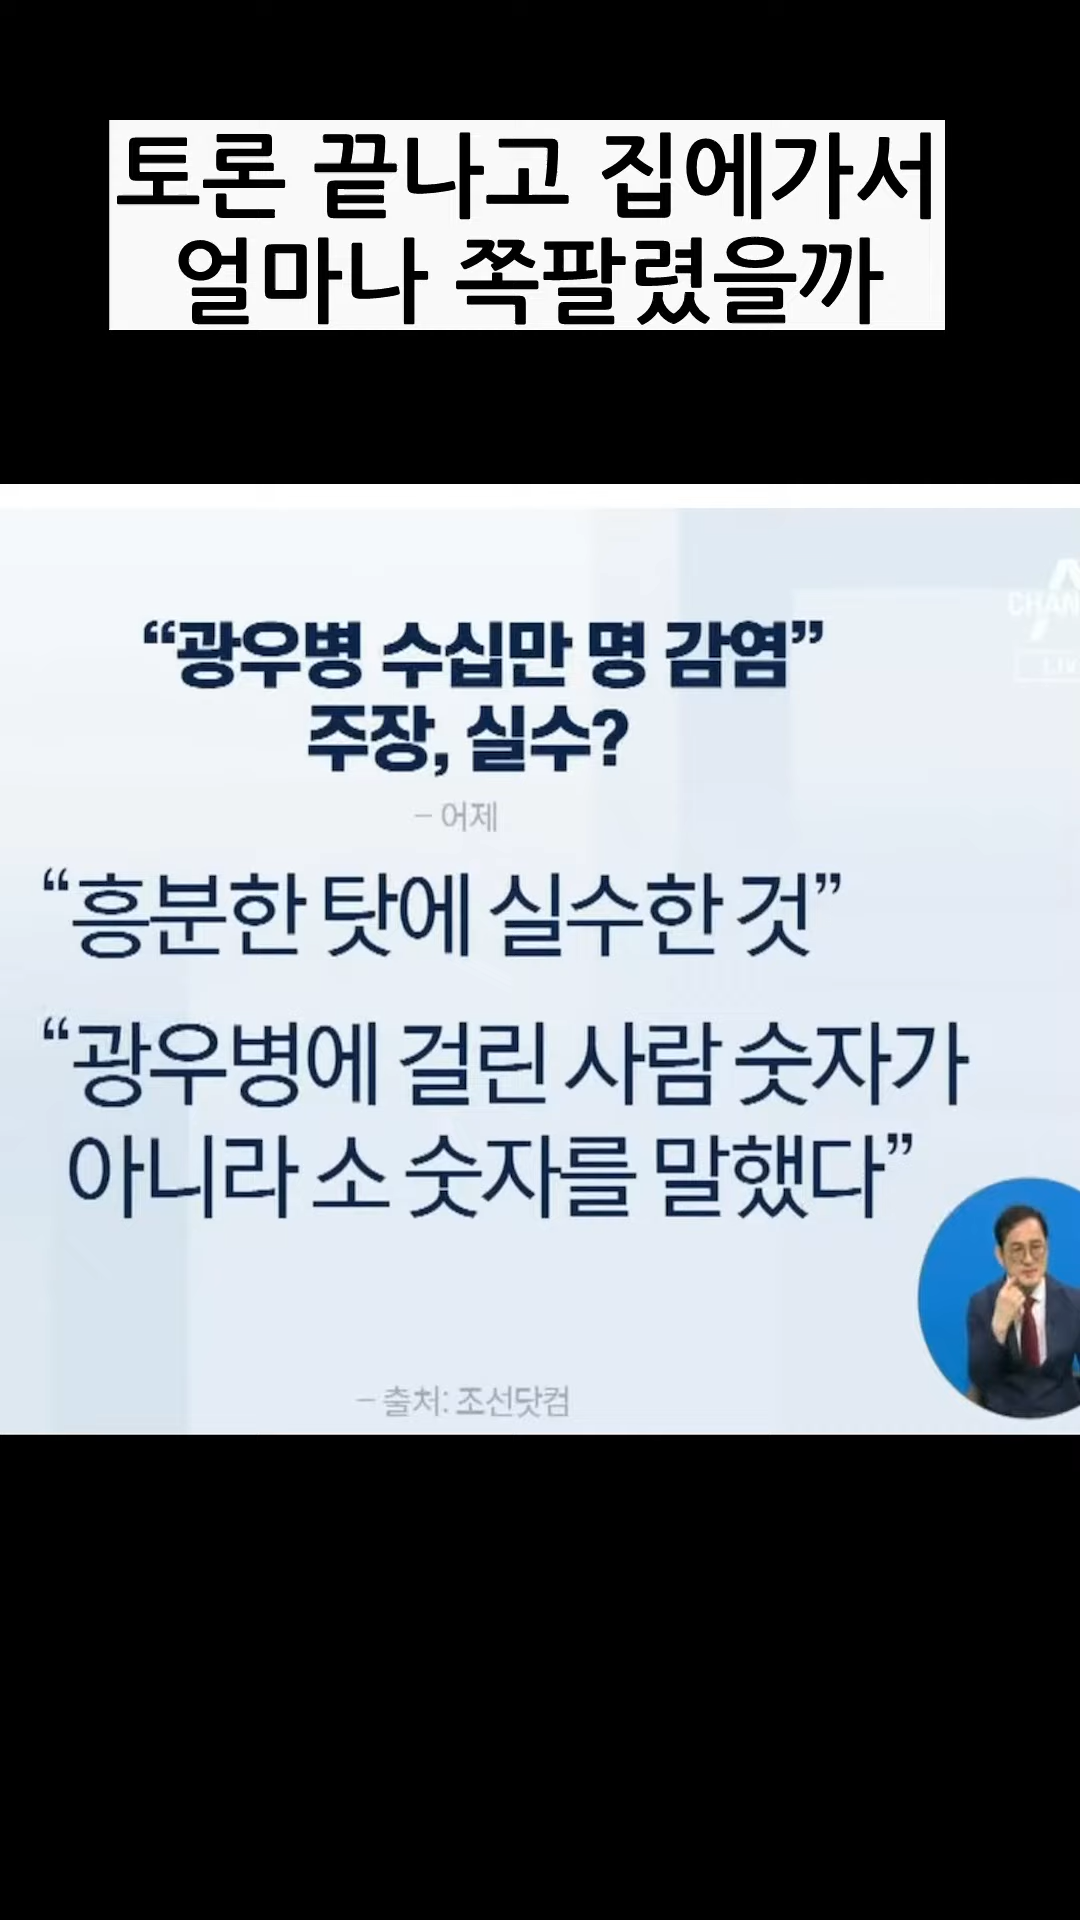 토론 끝나고 집에가서
얼마나 쪽팔렸을까
“광우병 수십만 명 감염”
주장, 실수?
- 어제
“흥분한 탓에 실수한 것”
“광우병에 걸린 사람 숫자가
아니라 소 숫자를 말했다”
- 출처: 조선닷컴